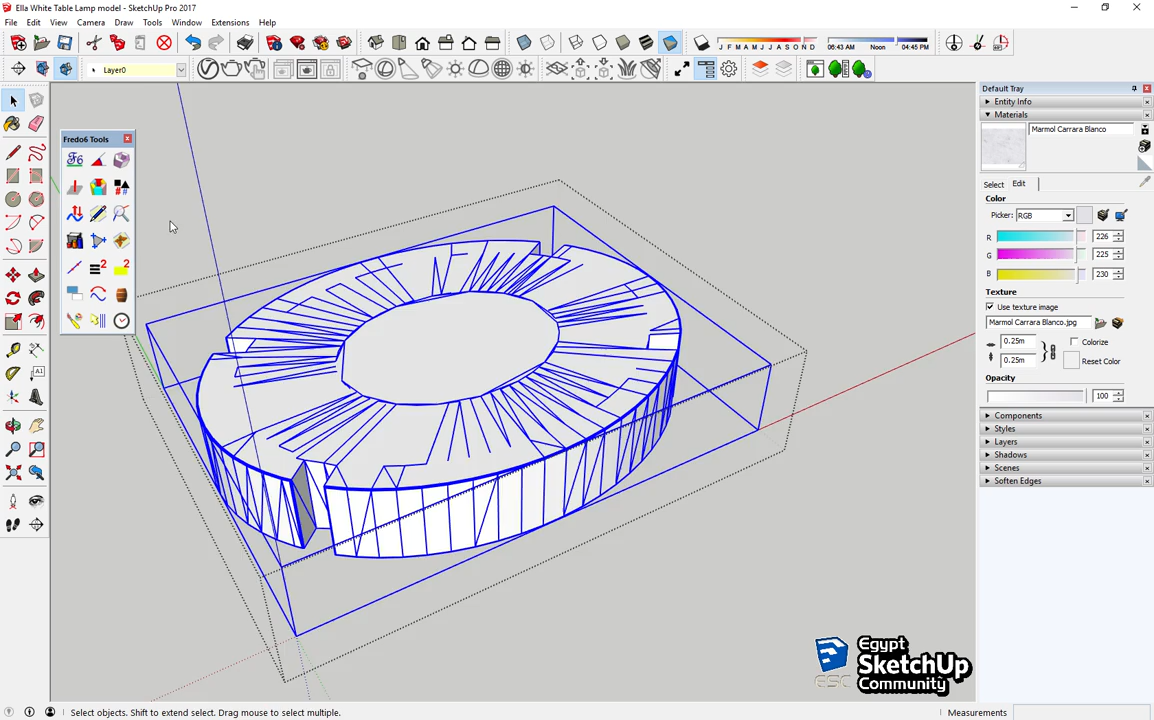 Ella White Table Lamp model - SketchUp Pro 2017
File Edit View Camera Draw Tools Window Extensions Help
J F M A M J J A S O N D
06:43 AM Noon 04:45 PM
Layer0
Fredo6 Tools
Default Tray
Entity Info
Materials
Marmol Carrara Blanco
Select Edit
Color
Picker: RGB
R 226
G 225
B 230
Texture
Use texture image
Marmol Carrara Blanco.jpg
0.25m Colorize
0.25m Reset Color
Opacity
100
Components
Styles
Layers
Shadows
Scenes
Soften Edges
Egypt
SketchUp
ESC Community
Select objects. Shift to extend select. Drag mouse to select multiple.
Measurements